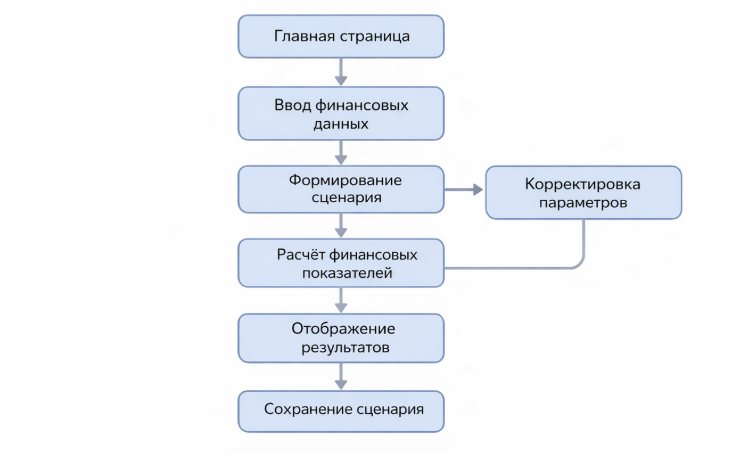 Главная страница
Ввод финансовых
данных
Формирование
сценария
Корректировка
параметров
Расчёт финансовых
показателей
Отображение
результатов
Сохранение сценария